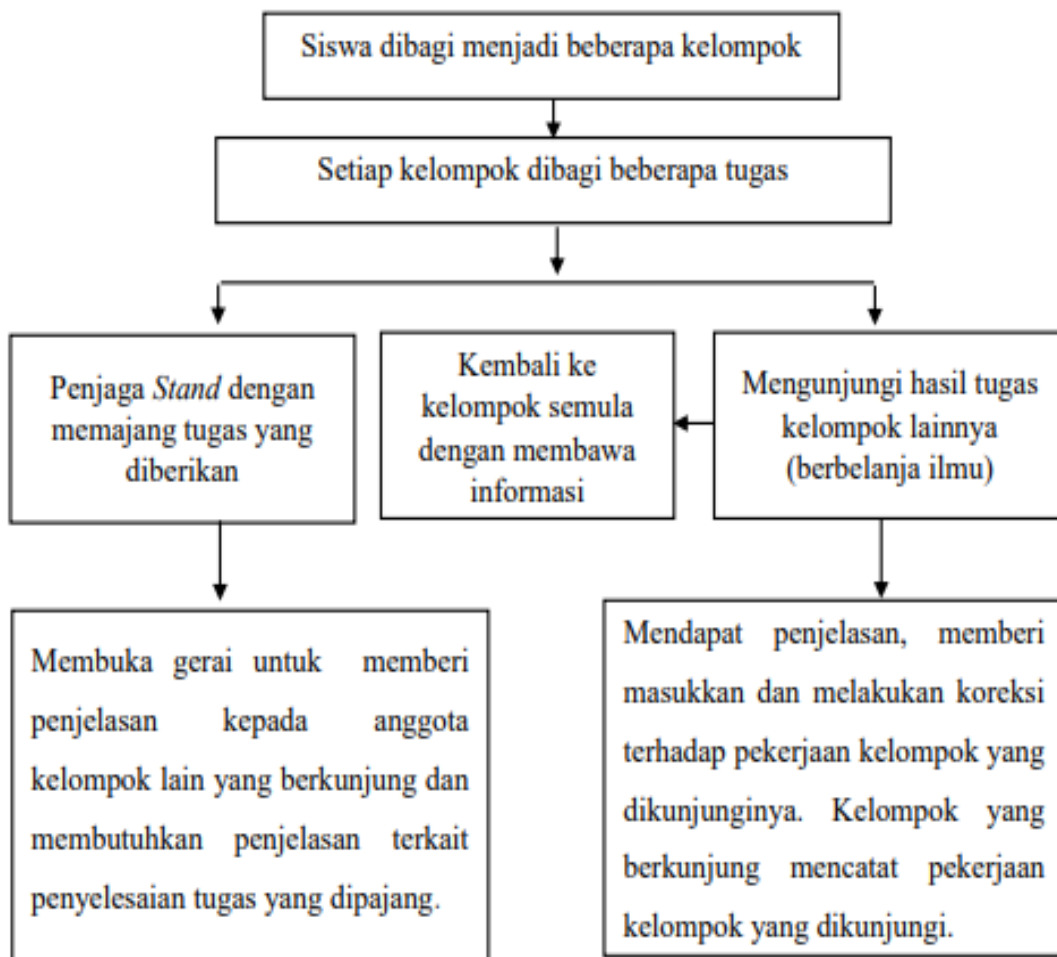 Siswa dibagi menjadi beberapa kelompok
Setiap kelompok dibagi beberapa tugas
Penjaga Stand dengan
memajang tugas yang
diberikan
Kembali ke
kelompok semula
dengan membawa
informasi
Mengunjungi hasil tugas
kelompok lainnya
(berbelanja ilmu)
Membuka gerai untuk memberi
penjelasan kepada anggota
kelompok lain yang berkunjung dan
membutuhkan penjelasan terkait
penyelesaian tugas yang dipajang.
Mendapat penjelasan, memberi
masukkan dan melakukan koreksi
terhadap pekerjaan kelompok yang
dikunjunginya. Kelompok yang
berkunjung mencatat pekerjaan
kelompok yang dikunjungi.